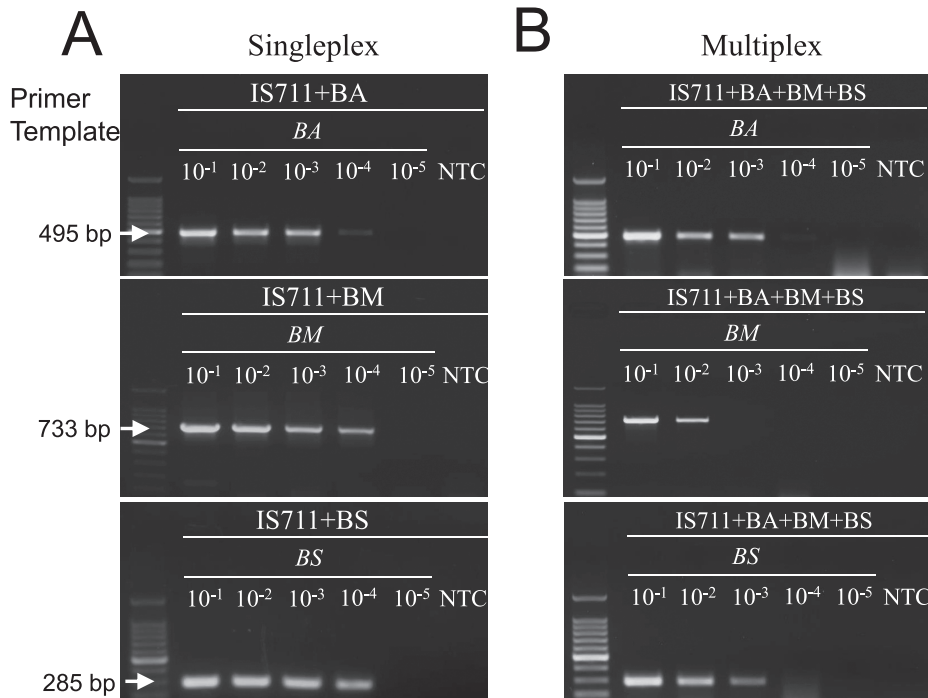 A
Singleplex
B
Multiplex
Primer
Template
IS711+BA
BA
10⁻¹ 10⁻² 10⁻³ 10⁻⁴ 10⁻⁵ NTC
495 bp
IS711+BM
BM
10⁻¹ 10⁻² 10⁻³ 10⁻⁴ 10⁻⁵ NTC
733 bp
IS711+BS
BS
10⁻¹ 10⁻² 10⁻³ 10⁻⁴ 10⁻⁵ NTC
285 bp
IS711+BA+BM+BS
BA
10⁻¹ 10⁻² 10⁻³ 10⁻⁴ 10⁻⁵ NTC
IS711+BA+BM+BS
BM
10⁻¹ 10⁻² 10⁻³ 10⁻⁴ 10⁻⁵ NTC
IS711+BA+BM+BS
BS
10⁻¹ 10⁻² 10⁻³ 10⁻⁴ 10⁻⁵ NTC